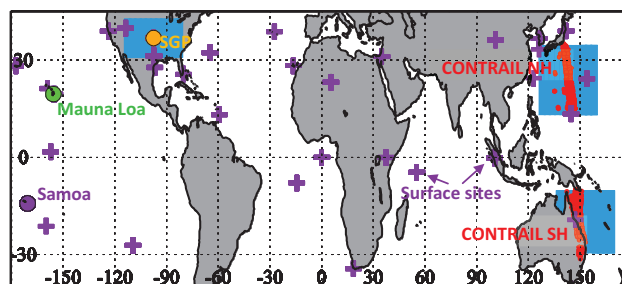 SGP
30
CONTRAIL NH
Mauna Loa
0
Samoa
Surface sites
CONTRAIL SH
-30
-150 -120 -90 -60 -30 0 30 60 90 120 150